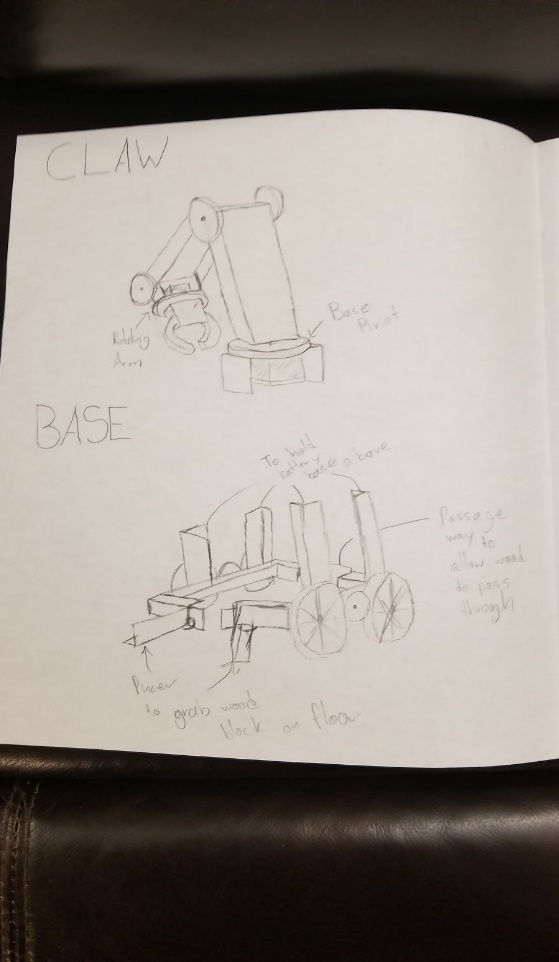 CLAW
Base
Pivot
Rotating
Arm
BASE
To hold
battery
base above
Passage
way to
allow wood
to pass
through
Pincer
to grab wood
block on floor